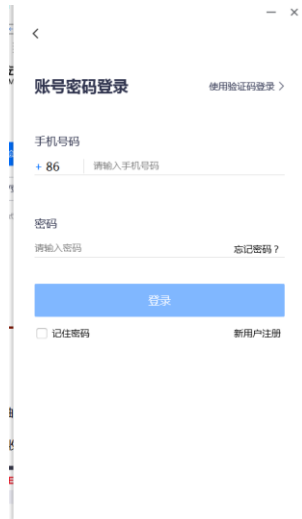 账号密码登录
使用验证码登录
手机号码
+ 86 请输入手机号码
密码
请输入密码 忘记密码？
登录
记住密码 新用户注册